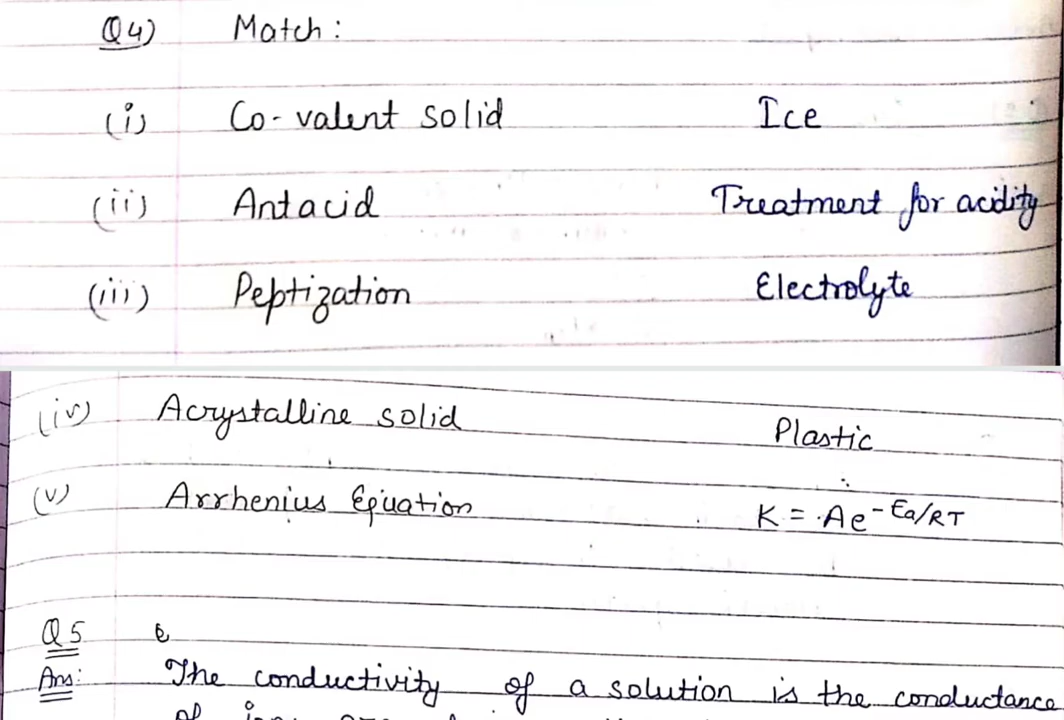 Q4) Match :
(i) Co-valent solid Ice
(ii) Antacid Treatment for acidity
(iii) Peptization Electrolyte
(iv) Acrystalline solid Plastic
(v) Arrhenius Equation K = Ae^-Ea/RT
Q5
Ans: The conductivity of a solution is the conductance
of